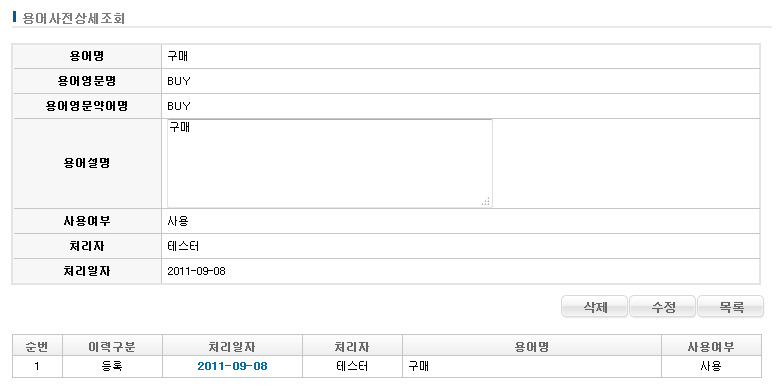 용어사전상세조회
용어명 구매
용어영문명 BUY
용어영문약어명 BUY
용어설명 구매
사용여부 사용
처리자 테스터
처리일자 2011-09-08
삭제 수정 목록
순번 이력구분 처리일자 처리자 용어명 사용여부
1 등록 2011-09-08 테스터 구매 사용